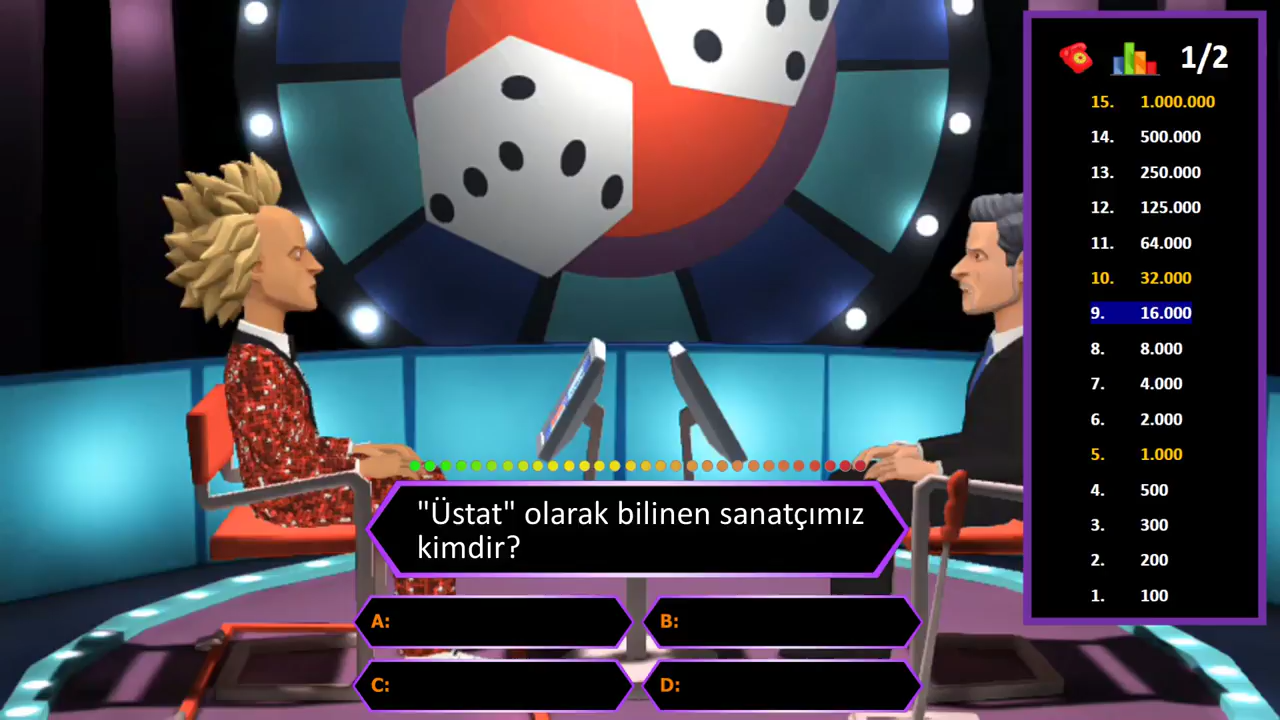 1/2
15. 1.000.000
14. 500.000
13. 250.000
12. 125.000
11. 64.000
10. 32.000
9. 16.000
8. 8.000
7. 4.000
6. 2.000
5. 1.000
4. 500
3. 300
2. 200
1. 100
"Üstat" olarak bilinen sanatçımız
kimdir?
A:
B:
C:
D: